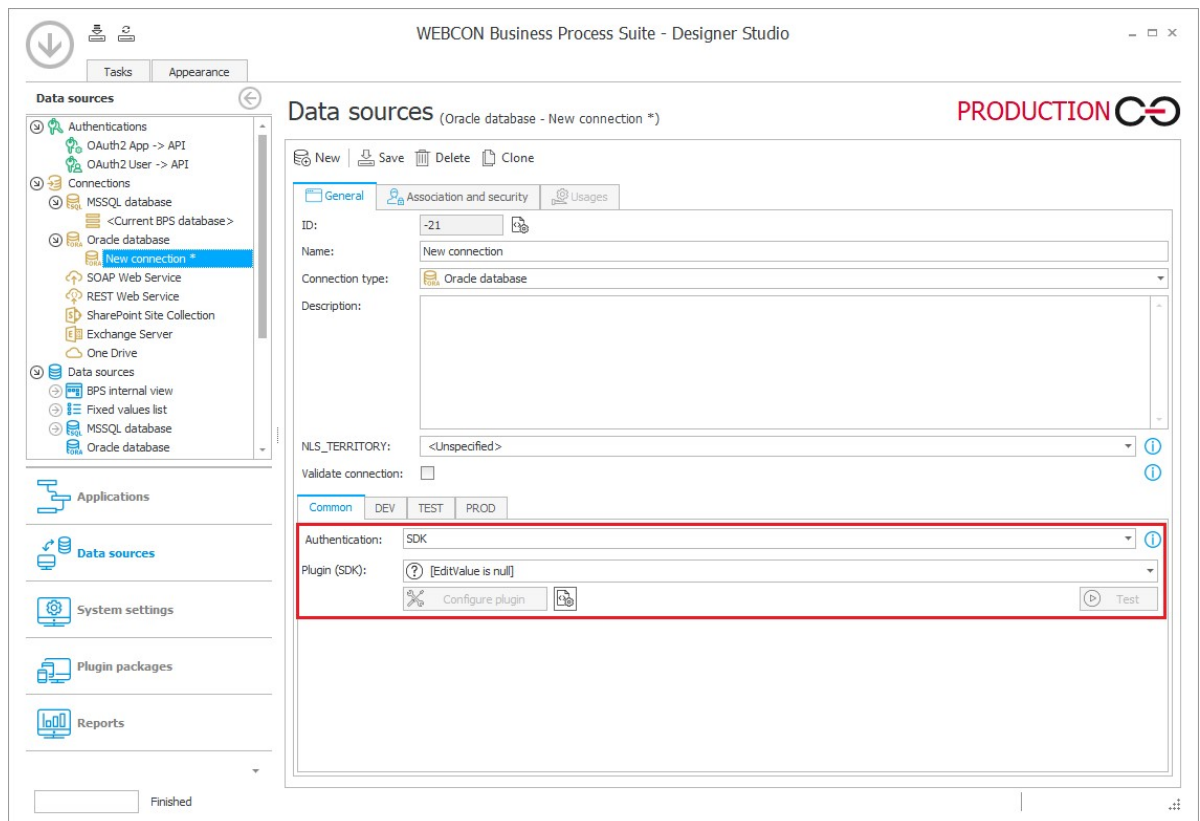 WEBCON Business Process Suite - Designer Studio
Tasks
Appearance
Data sources
Authentications
OAuth2 App -> API
OAuth2 User -> API
Connections
MSSQL database
<Current BPS database>
Oracle database
New connection *
SOAP Web Service
REST Web Service
SharePoint Site Collection
Exchange Server
One Drive
Data sources
BPS internal view
Fixed values list
MSSQL database
Oracle database
Applications
Data sources
System settings
Plugin packages
Reports
Finished
Data sources (Oracle database - New connection *)
PRODUCTION
New Save Delete Clone
General Association and security Usages
ID: -21
Name: New connection
Connection type: Oracle database
Description:
NLS_TERRITORY: <Unspecified>
Validate connection:
Common DEV TEST PROD
Authentication: SDK
Plugin (SDK): [EditValue is null]
Configure plugin
Test